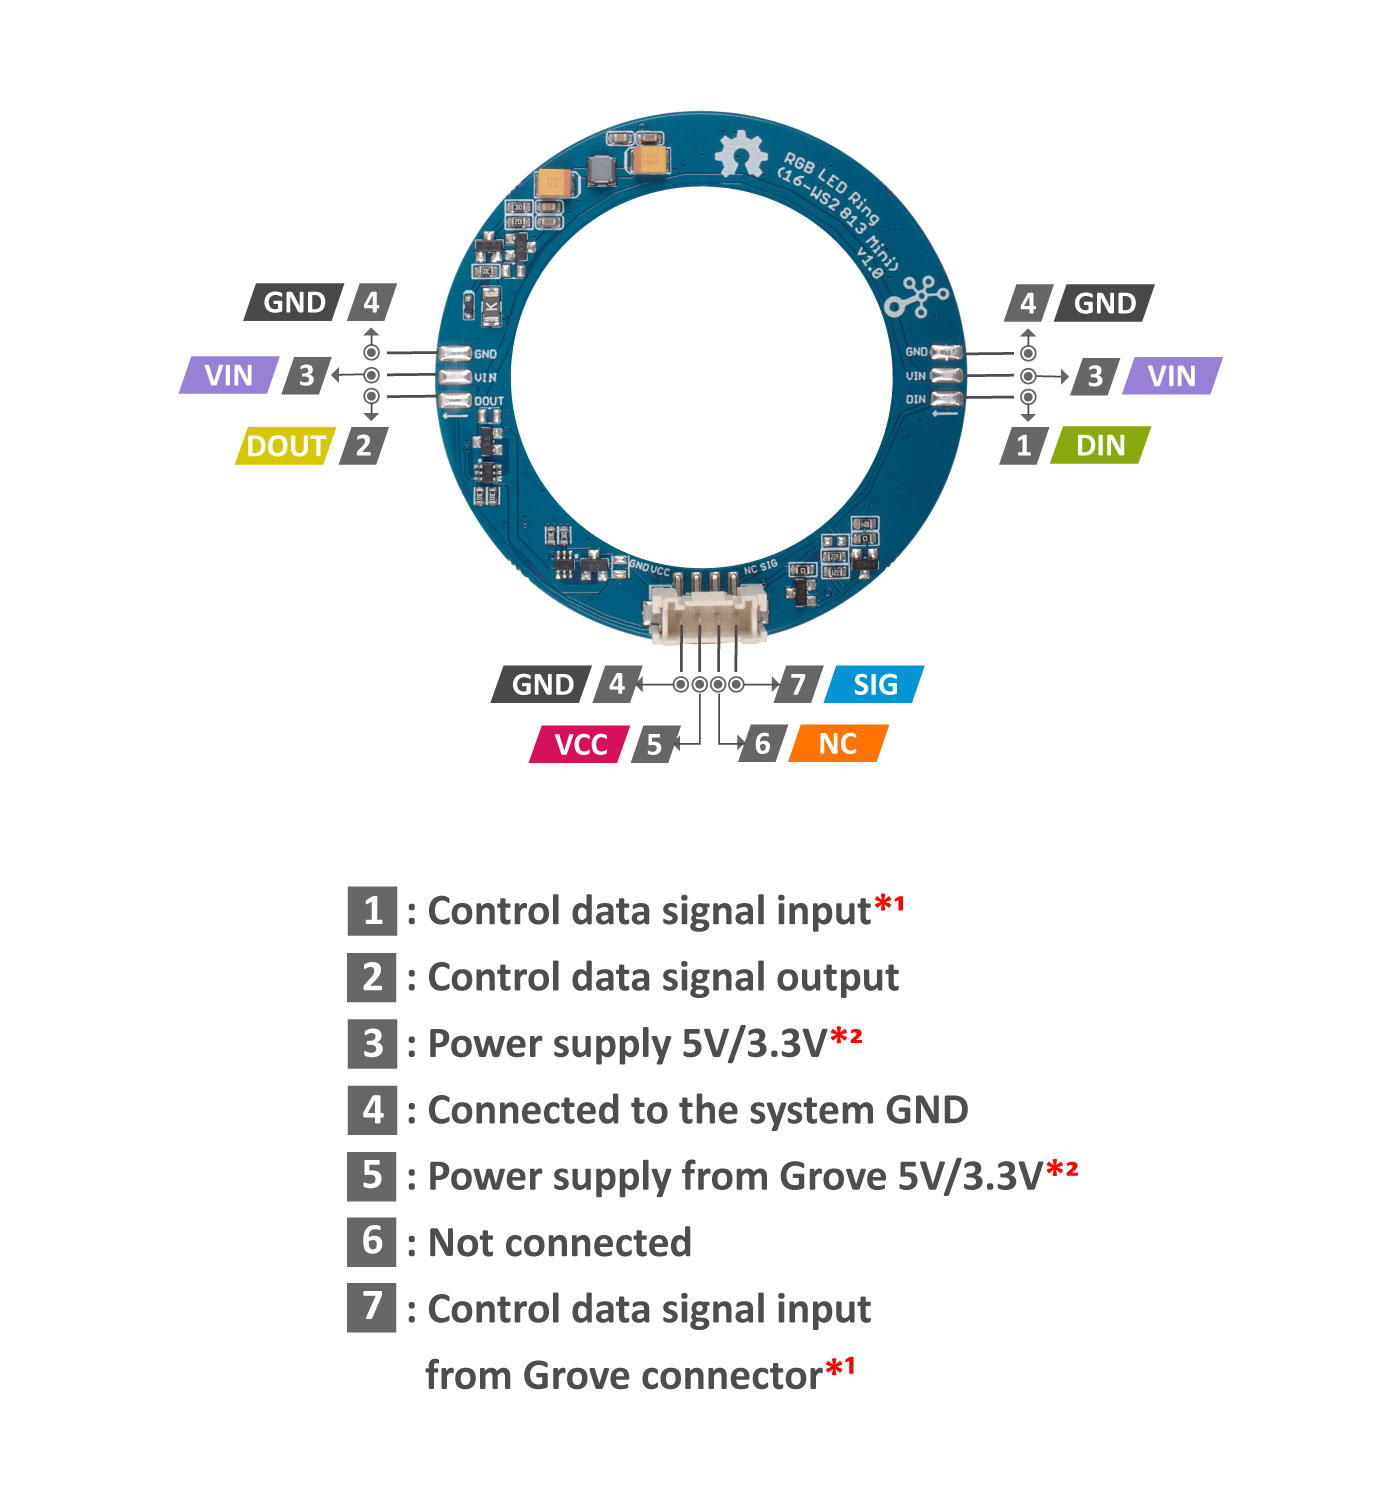 RGB LED Ring
(16-WS2813 Mini)
v1.0
GND 4
4 GND
VIN 3
3 VIN
DOUT 2
1 DIN
GND
VIN
DOUT
GND
VIN
DIN
K
GND VCC
NC SIG
GND 4
7 SIG
VCC 5
6 NC
1 : Control data signal input*¹
2 : Control data signal output
3 : Power supply 5V/3.3V*²
4 : Connected to the system GND
5 : Power supply from Grove 5V/3.3V*²
6 : Not connected
7 : Control data signal input
from Grove connector*¹